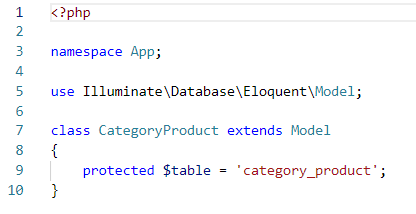 1 <?php
2
3 namespace App;
4
5 use Illuminate\Database\Eloquent\Model;
6
7 class CategoryProduct extends Model
8 {
9     protected $table = 'category_product';
10 }